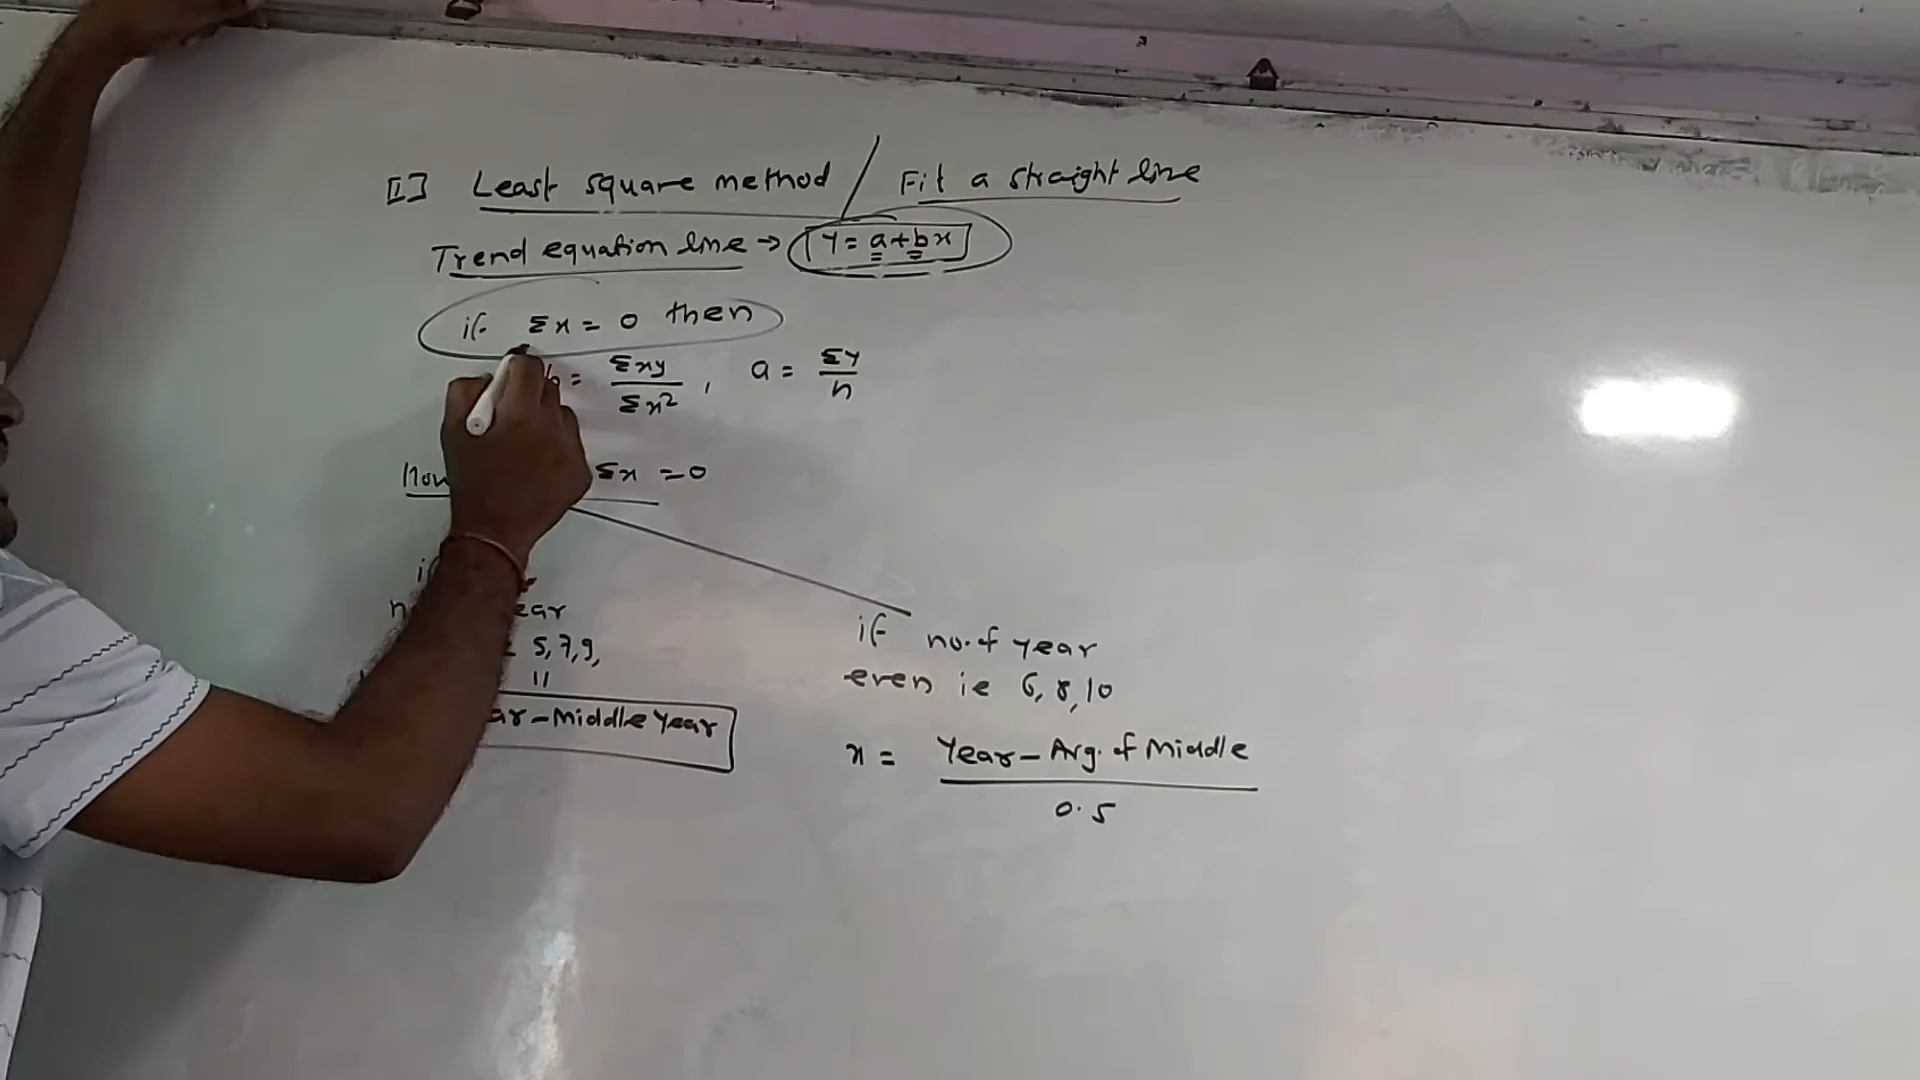 [I] Least square method / Fit a straight line
Trend equation line → Y = a + bx
if Σx = 0 then
b = Σxy / Σx² , a = ΣY / n
Σx = 0
5, 7, 9,
11
- Middle Year
if no. of year
even ie 6, 8, 10
x = Year - Avg. of Middle / 0.5